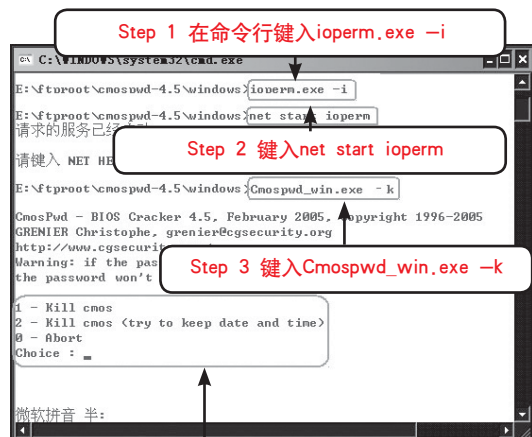 Step 1 在命令行键入ioperm.exe –i
C:\WINDOWS\system32\cmd.exe
E:\ftproot\cmospwd-4.5\windows>ioperm.exe -i
E:\ftproot\cmospwd-4.5\windows>net start ioperm
请求的服务已经
Step 2 键入net start ioperm
请键入 NET HE
E:\ftproot\cmospwd-4.5\windows>Cmospwd_win.exe -k
CmosPwd - BIOS Cracker 4.5, February 2005, Copyright 1996-2005
GRENIER Christophe, grenier@cgsecurity.org
http://www.cgsecurit
Warning: if the pas
Step 3 键入Cmospwd_win.exe –k
the password won't
1 - Kill cmos
2 - Kill cmos (try to keep date and time)
0 - Abort
Choice : _
微软拼音 半: